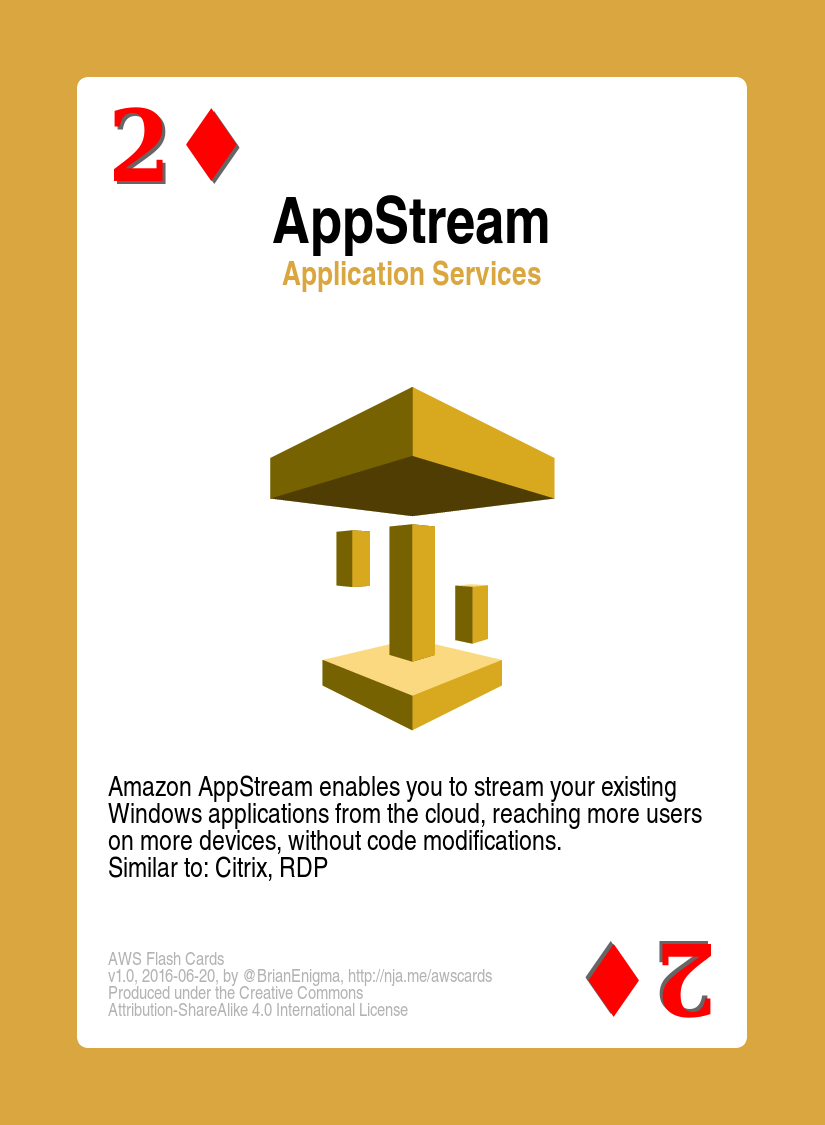 2♦
AppStream
Application Services
Amazon AppStream enables you to stream your existing
Windows applications from the cloud, reaching more users
on more devices, without code modifications.
Similar to: Citrix, RDP
AWS Flash Cards
v1.0, 2016-06-20, by @BrianEnigma, http://nja.me/awscards
Produced under the Creative Commons
Attribution-ShareAlike 4.0 International License
2♦